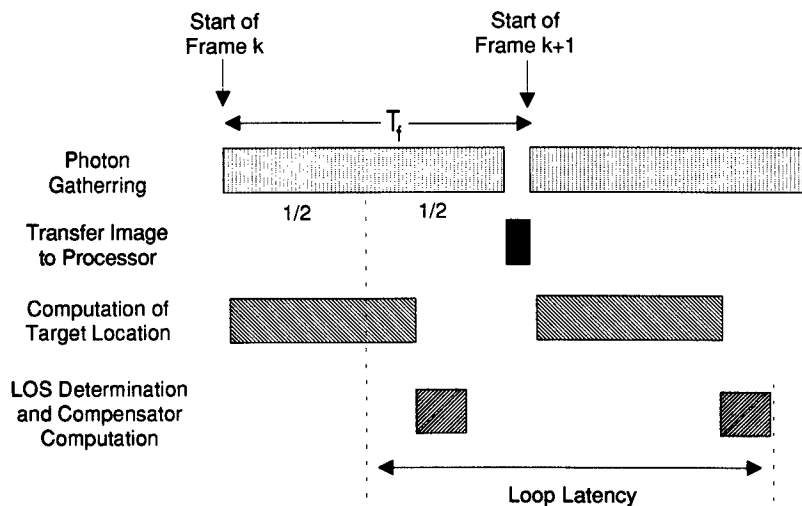 Start of
Frame k
Start of
Frame k+1
T_f
Photon
Gatherring
1/2
1/2
Transfer Image
to Processor
Computation of
Target Location
LOS Determination
and Compensator
Computation
Loop Latency